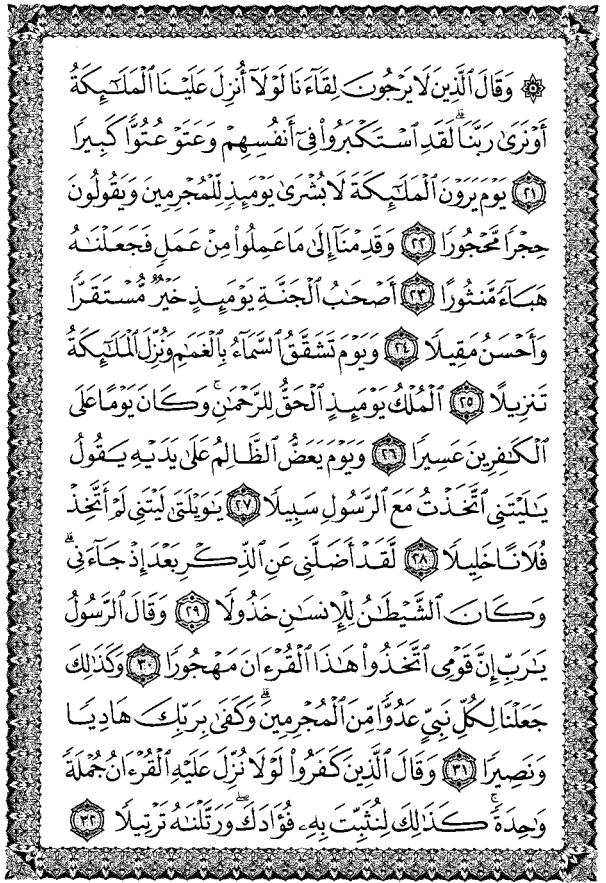 ۞ وَقَالَ ٱلَّذِينَ لَا يَرْجُونَ لِقَآءَنَا لَوْلَآ أُنزِلَ عَلَيْنَا ٱلْمَلَـٰٓئِكَةُ
أَوْ نَرَىٰ رَبَّنَا ۗ لَقَدِ ٱسْتَكْبَرُوا۟ فِىٓ أَنفُسِهِمْ وَعَتَوْ عُتُوًّا كَبِيرًا
﴿٢١﴾ يَوْمَ يَرَوْنَ ٱلْمَلَـٰٓئِكَةَ لَا بُشْرَىٰ يَوْمَئِذٍ لِّلْمُجْرِمِينَ وَيَقُولُونَ
حِجْرًا مَّحْجُورًا ﴿٢٢﴾ وَقَدِمْنَآ إِلَىٰ مَا عَمِلُوا۟ مِنْ عَمَلٍ فَجَعَلْنَـٰهُ
هَبَآءً مَّنثُورًا ﴿٢٣﴾ أَصْحَـٰبُ ٱلْجَنَّةِ يَوْمَئِذٍ خَيْرٌ مُّسْتَقَرًّا
وَأَحْسَنُ مَقِيلًا ﴿٢٤﴾ وَيَوْمَ تَشَقَّقُ ٱلسَّمَآءُ بِٱلْغَمَـٰمِ وَنُزِّلَ ٱلْمَلَـٰٓئِكَةُ
تَنزِيلًا ﴿٢٥﴾ ٱلْمُلْكُ يَوْمَئِذٍ ٱلْحَقُّ لِلرَّحْمَـٰنِ ۚ وَكَانَ يَوْمًا عَلَى
ٱلْكَـٰفِرِينَ عَسِيرًا ﴿٢٦﴾ وَيَوْمَ يَعَضُّ ٱلظَّالِمُ عَلَىٰ يَدَيْهِ يَقُولُ
يَـٰلَيْتَنِى ٱتَّخَذْتُ مَعَ ٱلرَّسُولِ سَبِيلًا ﴿٢٧﴾ يَـٰوَيْلَتَىٰ لَيْتَنِى لَمْ أَتَّخِذْ
فُلَانًا خَلِيلًا ﴿٢٨﴾ لَّقَدْ أَضَلَّنِى عَنِ ٱلذِّكْرِ بَعْدَ إِذْ جَآءَنِى ۗ
وَكَانَ ٱلشَّيْطَـٰنُ لِلْإِنسَـٰنِ خَذُولًا ﴿٢٩﴾ وَقَالَ ٱلرَّسُولُ
يَـٰرَبِّ إِنَّ قَوْمِى ٱتَّخَذُوا۟ هَـٰذَا ٱلْقُرْءَانَ مَهْجُورًا ﴿٣٠﴾ وَكَذَٰلِكَ
جَعَلْنَا لِكُلِّ نَبِىٍّ عَدُوًّا مِّنَ ٱلْمُجْرِمِينَ ۗ وَكَفَىٰ بِرَبِّكَ هَادِيًا
وَنَصِيرًا ﴿٣١﴾ وَقَالَ ٱلَّذِينَ كَفَرُوا۟ لَوْلَا نُزِّلَ عَلَيْهِ ٱلْقُرْءَانُ جُمْلَةً
وَٰحِدَةً ۚ كَذَٰلِكَ لِنُثَبِّتَ بِهِۦ فُؤَادَكَ ۖ وَرَتَّلْنَـٰهُ تَرْتِيلًا ﴿٣٢﴾